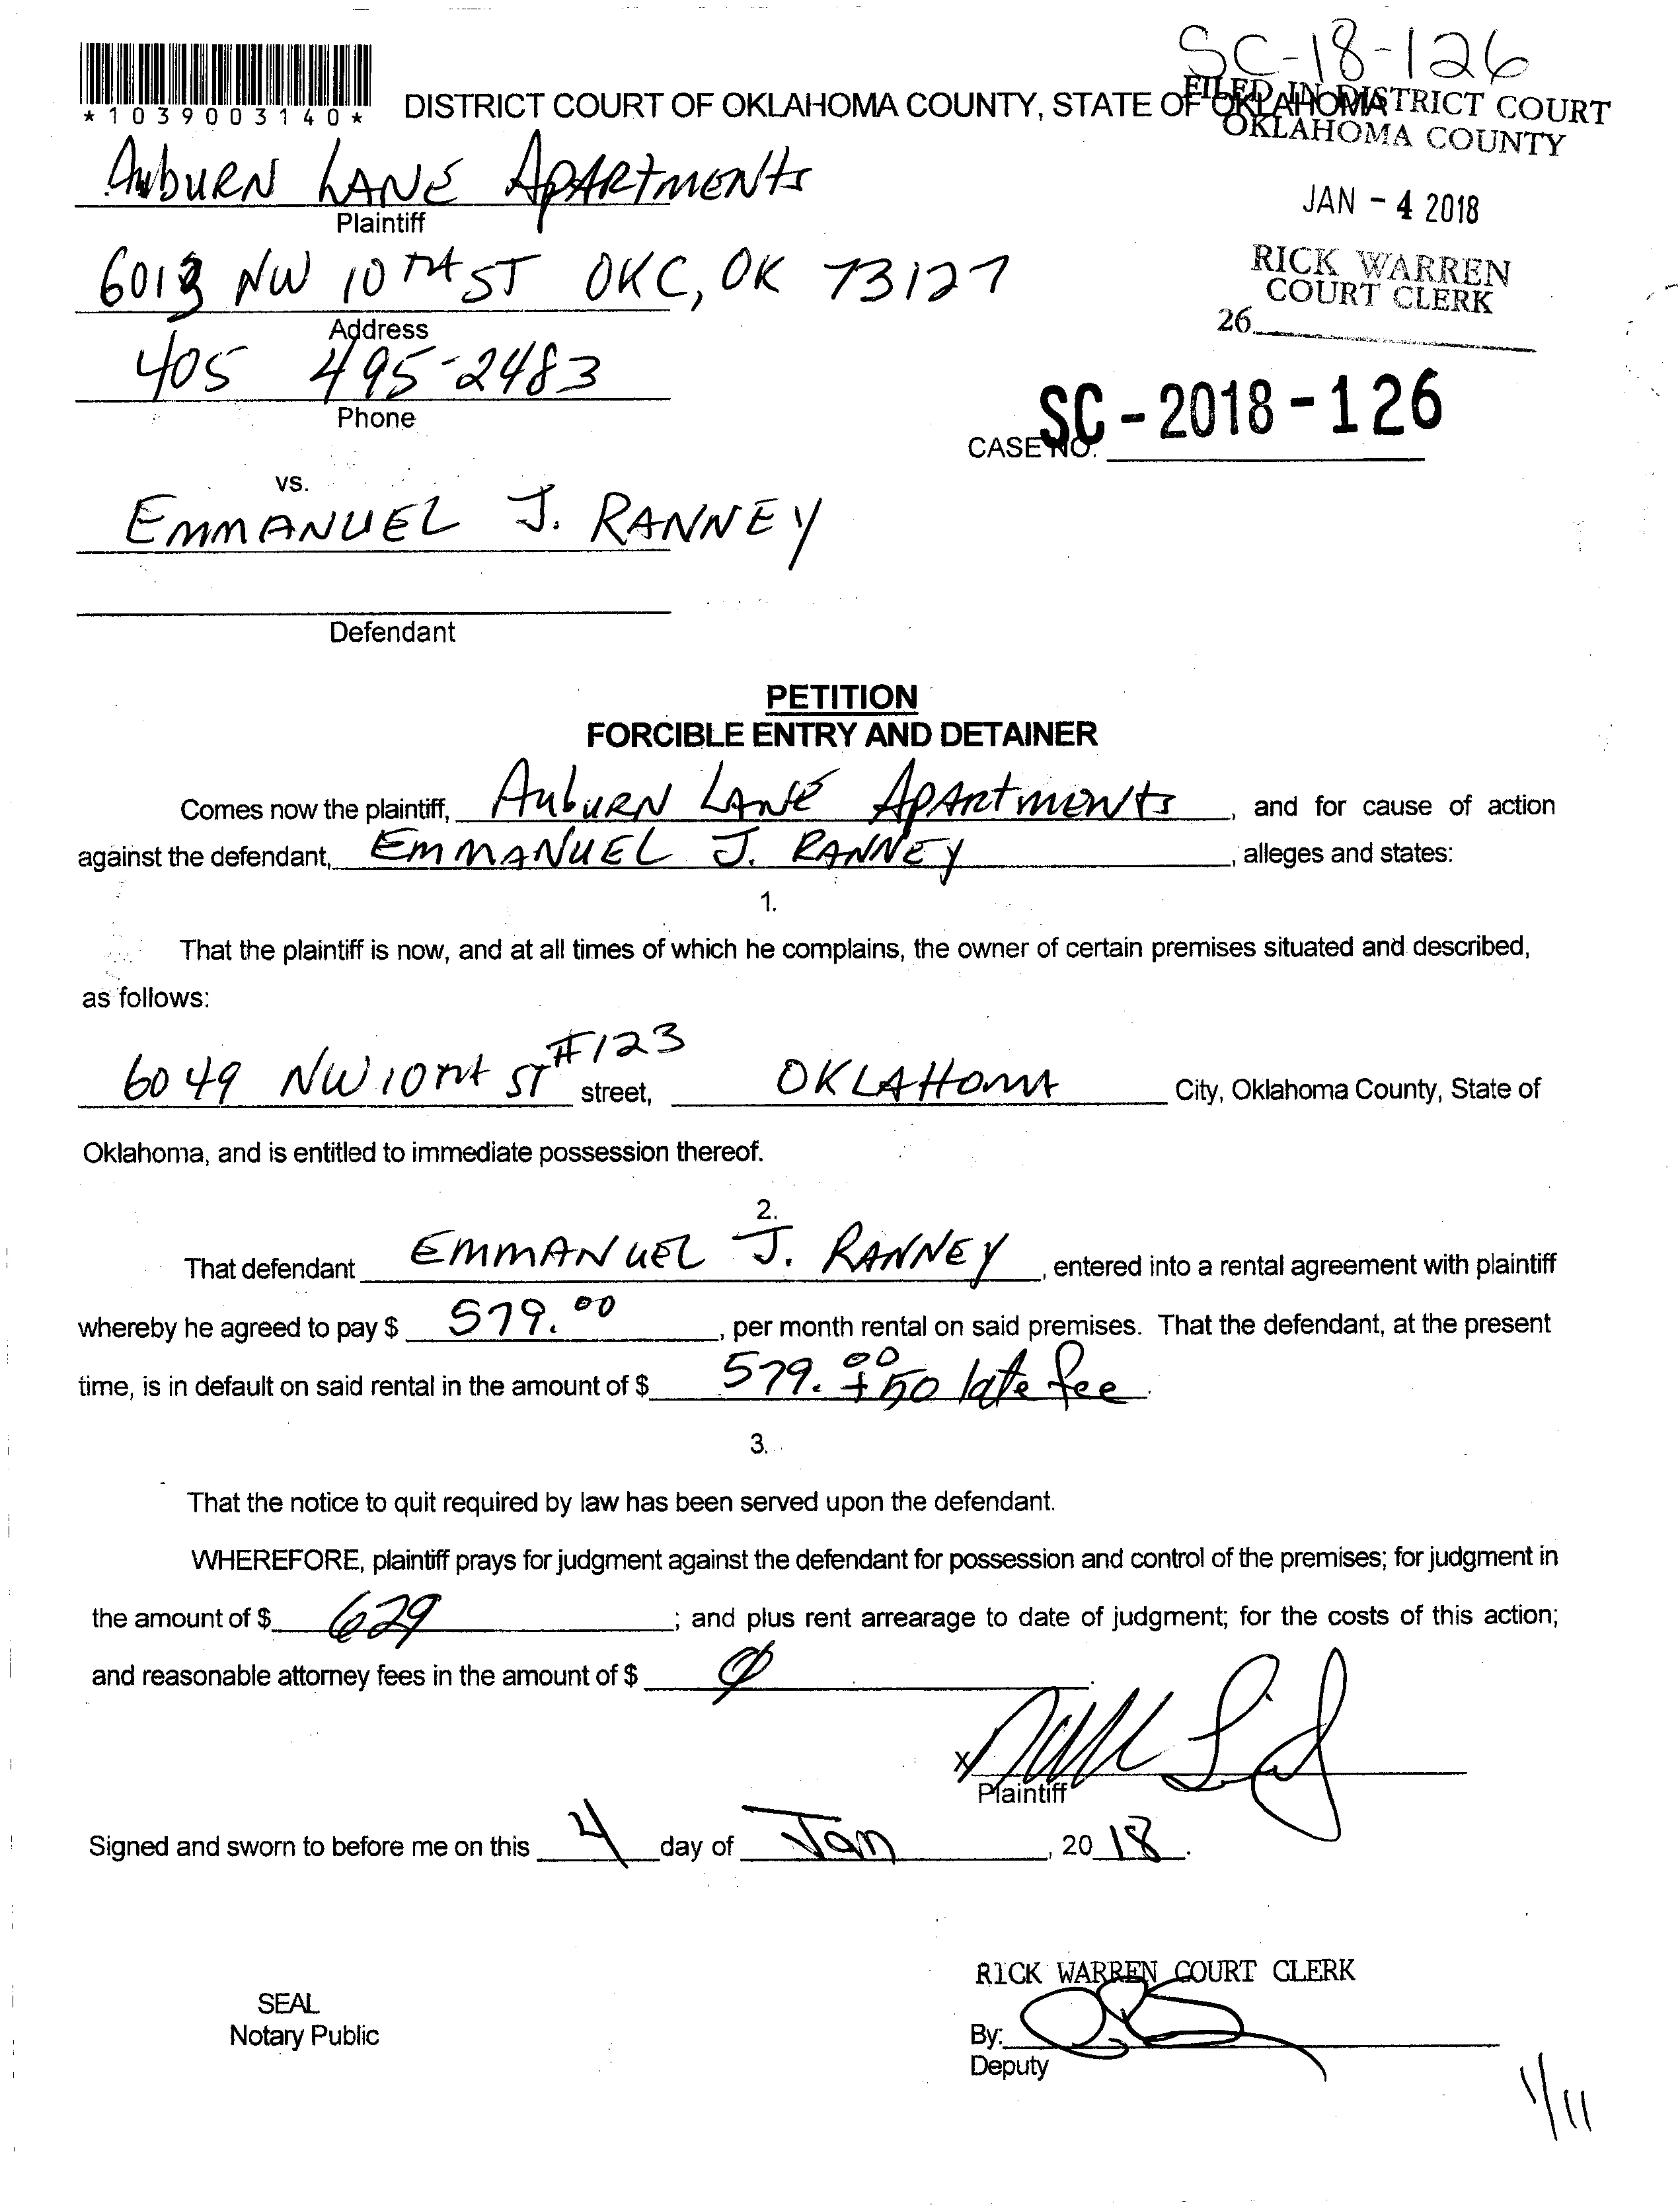 SC-18-126
*1039003140*
DISTRICT COURT OF OKLAHOMA COUNTY, STATE OF OKLAHOMA
FILED IN DISTRICT COURT
OKLAHOMA COUNTY
JAN - 4 2018
RICK WARREN
COURT CLERK
26
AuburN LANE APARtMENts
Plaintiff
6013 NW 10TH ST OKC, OK 73127
Address
405 495-2483
Phone
CASE NO. SC - 2018 - 126
vs.
EMMANUEL J. RANNEY
Defendant
PETITION
FORCIBLE ENTRY AND DETAINER
Comes now the plaintiff, AuburN LANE APARtmeNts, and for cause of action
against the defendant, EMMANUEL J. RANNEY, alleges and states:
1.
That the plaintiff is now, and at all times of which he complains, the owner of certain premises situated and described,
as follows:
6049 NW 10TH ST #123 street, OKLAHOMA City, Oklahoma County, State of
Oklahoma, and is entitled to immediate possession thereof.
2.
That defendant EMMANUEL J. RANNEY, entered into a rental agreement with plaintiff
whereby he agreed to pay $ 579.00, per month rental on said premises. That the defendant, at the present
time, is in default on said rental in the amount of $ 579.00 + 50 late fee.
3.
That the notice to quit required by law has been served upon the defendant.
WHEREFORE, plaintiff prays for judgment against the defendant for possession and control of the premises; for judgment in
the amount of $ 629; and plus rent arrearage to date of judgment; for the costs of this action;
and reasonable attorney fees in the amount of $ 0.
X
Plaintiff
Signed and sworn to before me on this 4 day of Jan, 2018.
RICK WARREN COURT CLERK
SEAL
Notary Public
By:
Deputy
1/11